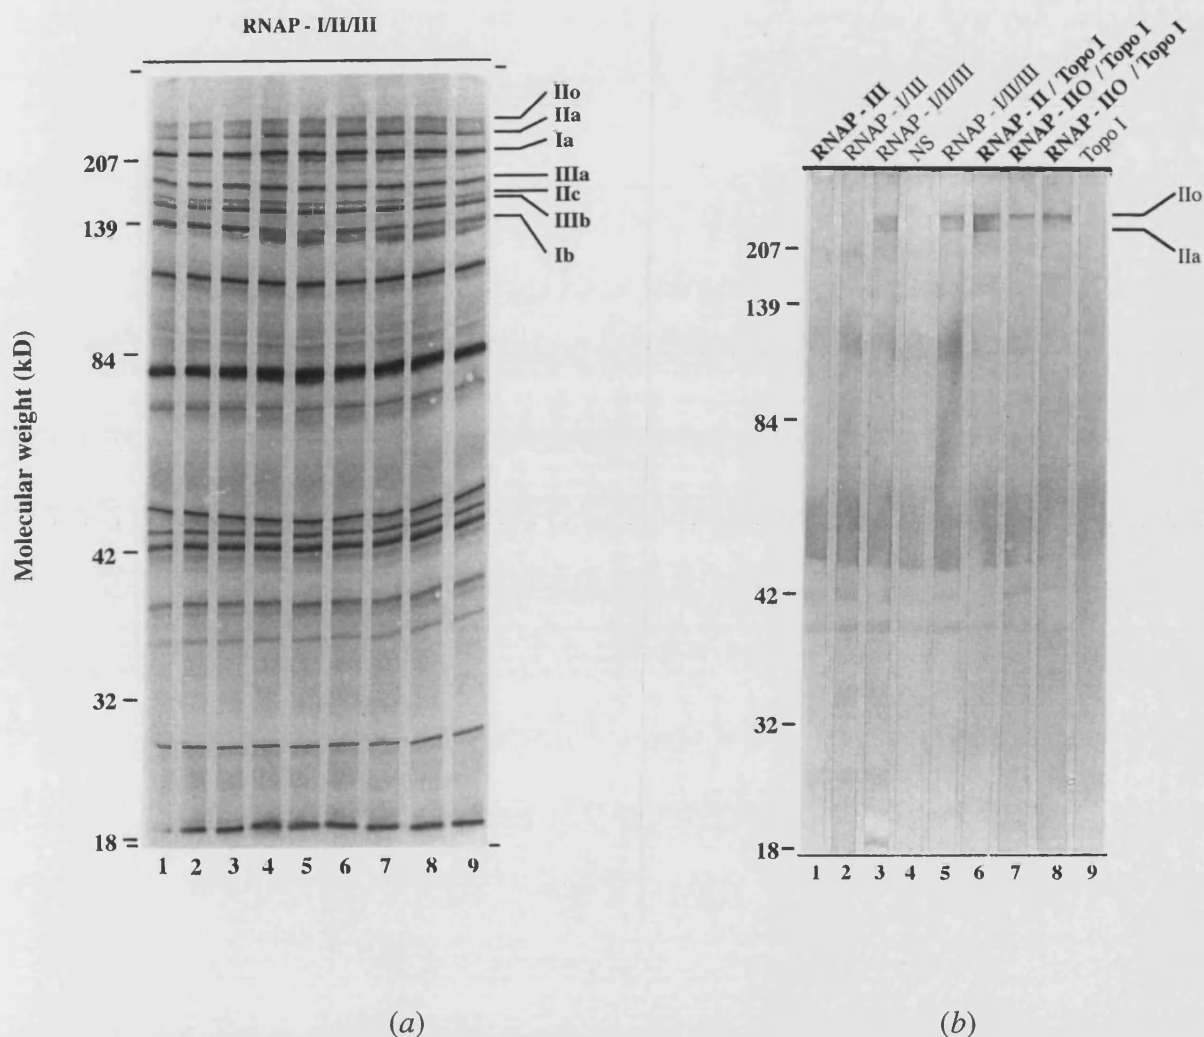 RNAP - I/II/III
IIo
IIa
Ia
IIIa
IIc
IIIb
Ib
Molecular weight (kD)
207
139
84
42
32
18
1 2 3 4 5 6 7 8 9
(a)
RNAP - III
RNAP - I/III
RNAP - I/II/III
NS
RNAP - I/II/III
RNAP - II / Topo I
RNAP - IIO / Topo I
RNAP - IIO / Topo I
Topo I
IIo
IIa
207
139
84
42
32
18
1 2 3 4 5 6 7 8 9
(b)